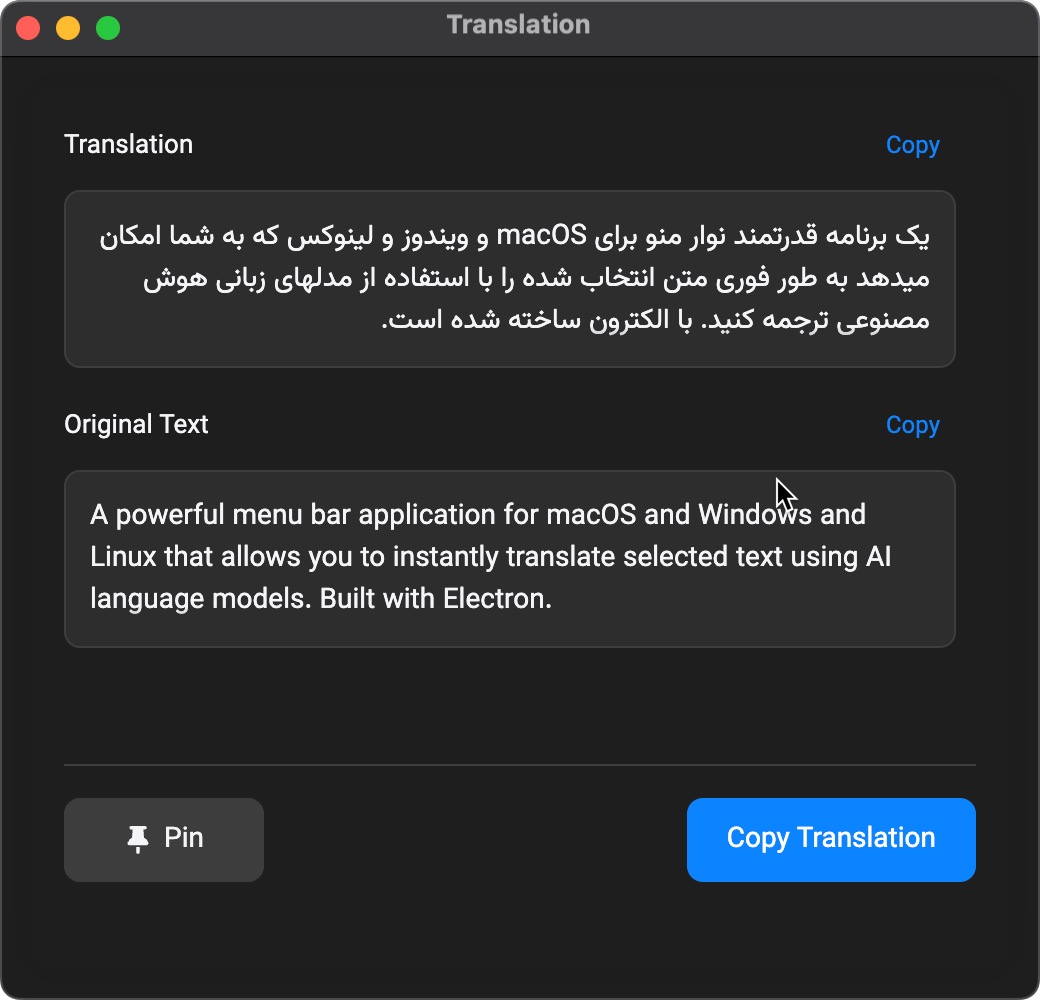 Translation
Translation
Copy
یک برنامه قدرتمند نوار منو برای macOS و ویندوز و لینوکس که به شما امکان
میدهد به طور فوری متن انتخاب شده را با استفاده از مدلهای زبانی هوش
مصنوعی ترجمه کنید. با الکترون ساخته شده است.
Original Text
Copy
A powerful menu bar application for macOS and Windows and
Linux that allows you to instantly translate selected text using AI
language models. Built with Electron.
Pin
Copy Translation